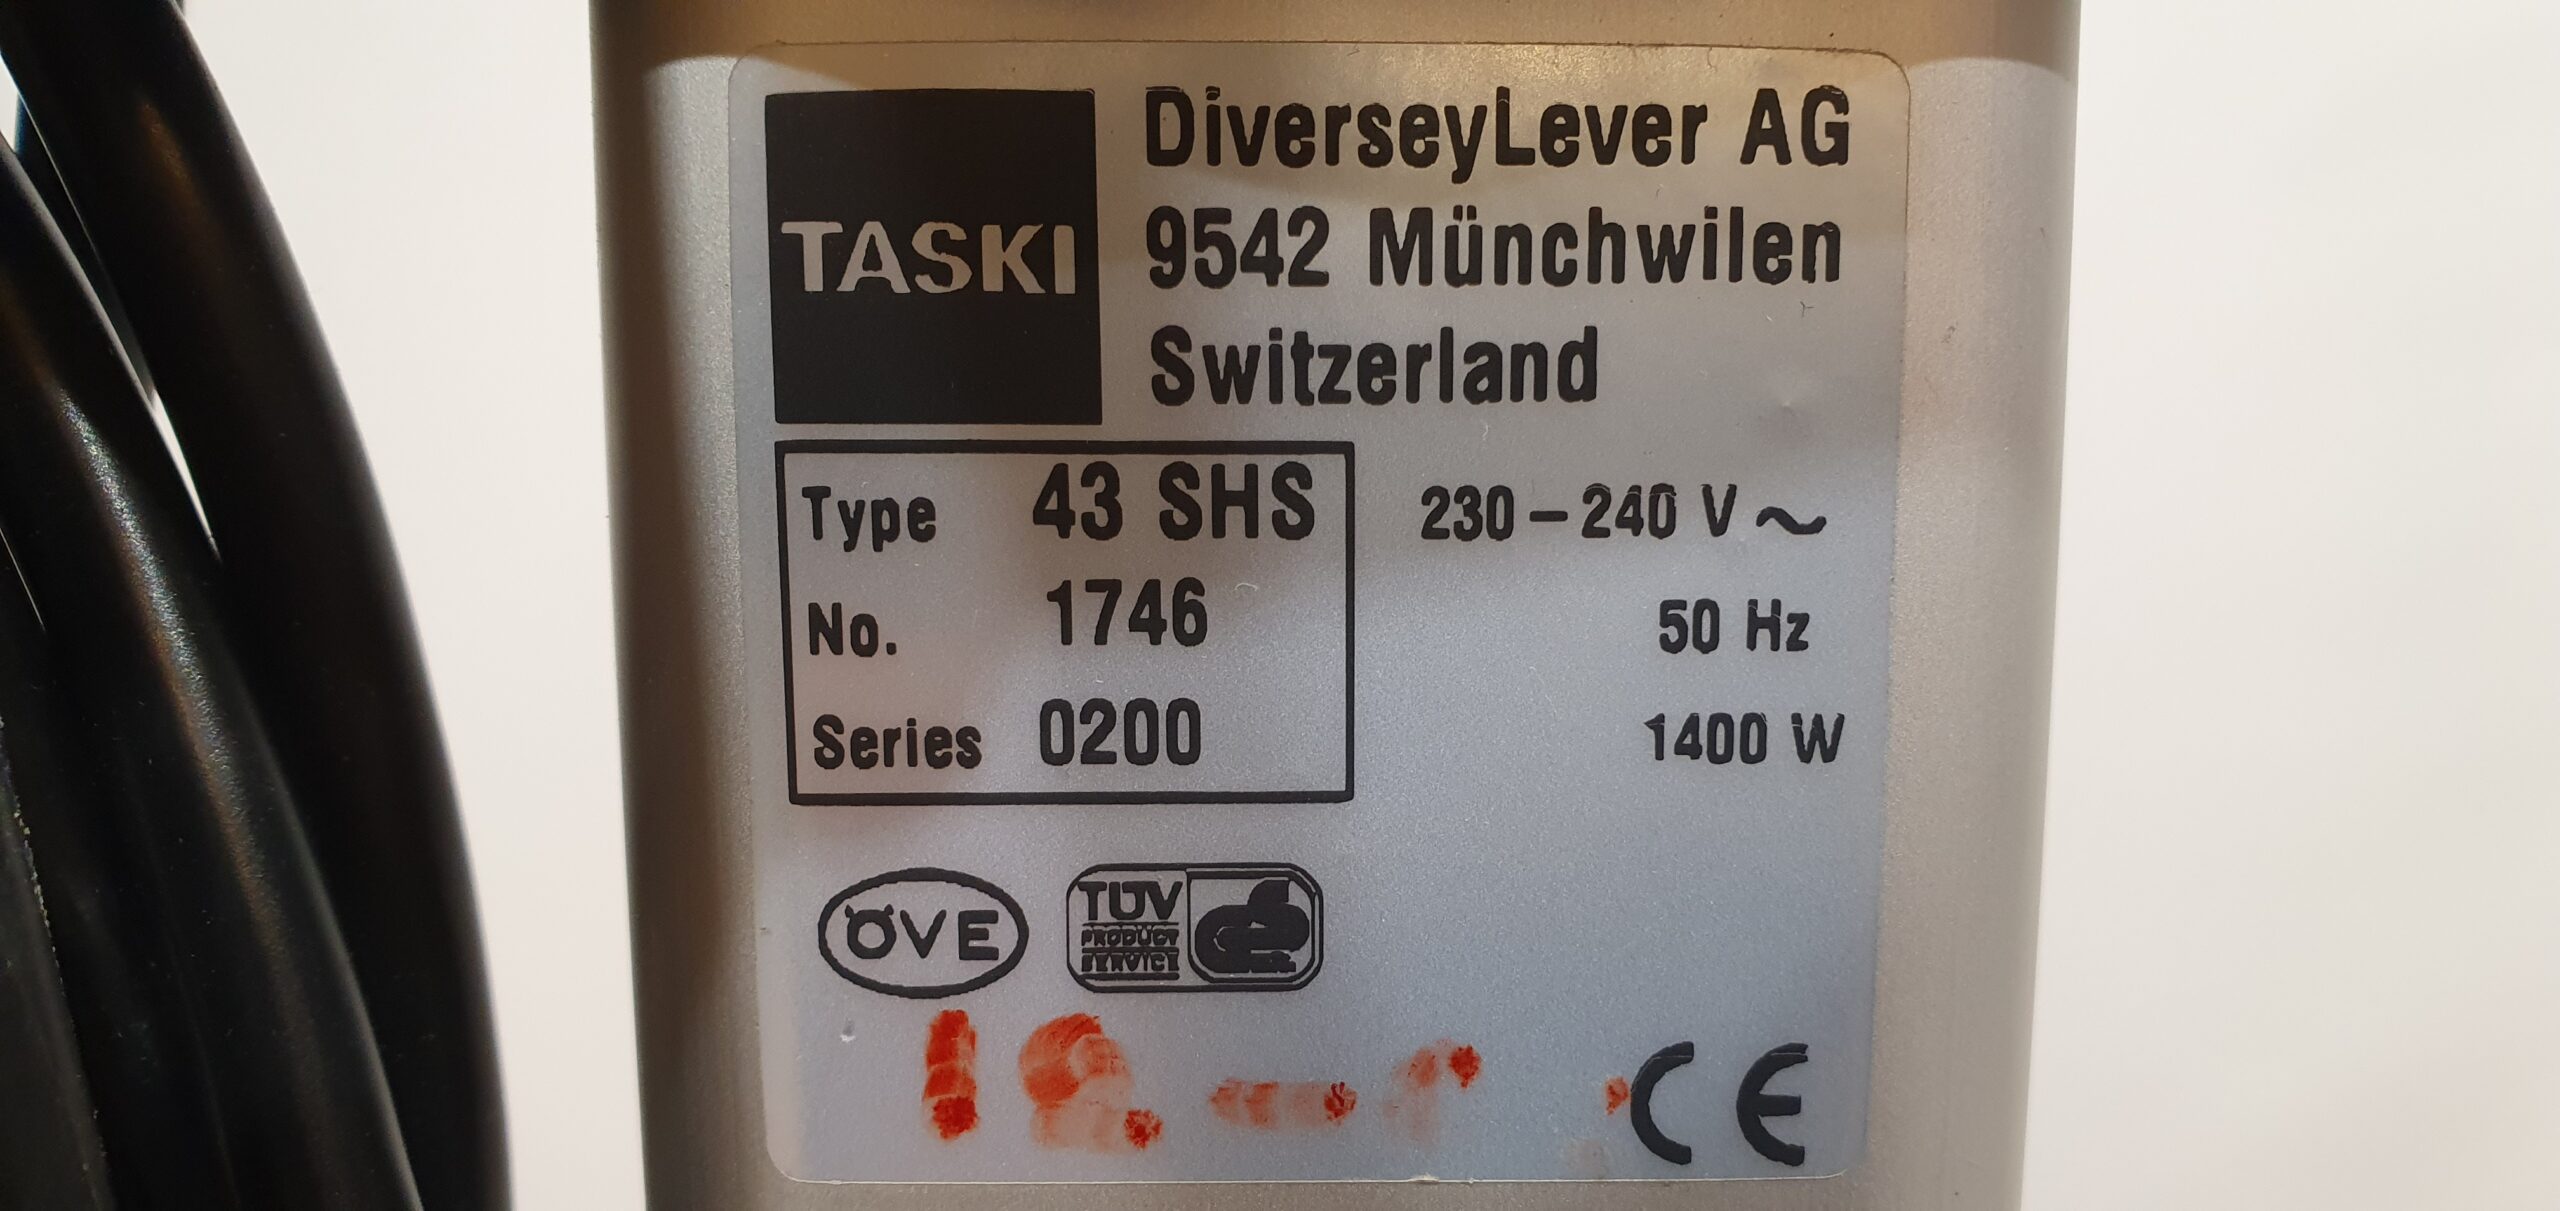 TASKI
DiverseyLever AG
9542 Münchwilen
Switzerland
Type 43 SHS
No. 1746
Series 0200
230 – 240 V ~
50 Hz
1400 W
ÖVE
TÜV
PRODUCT
SERVICE
CE